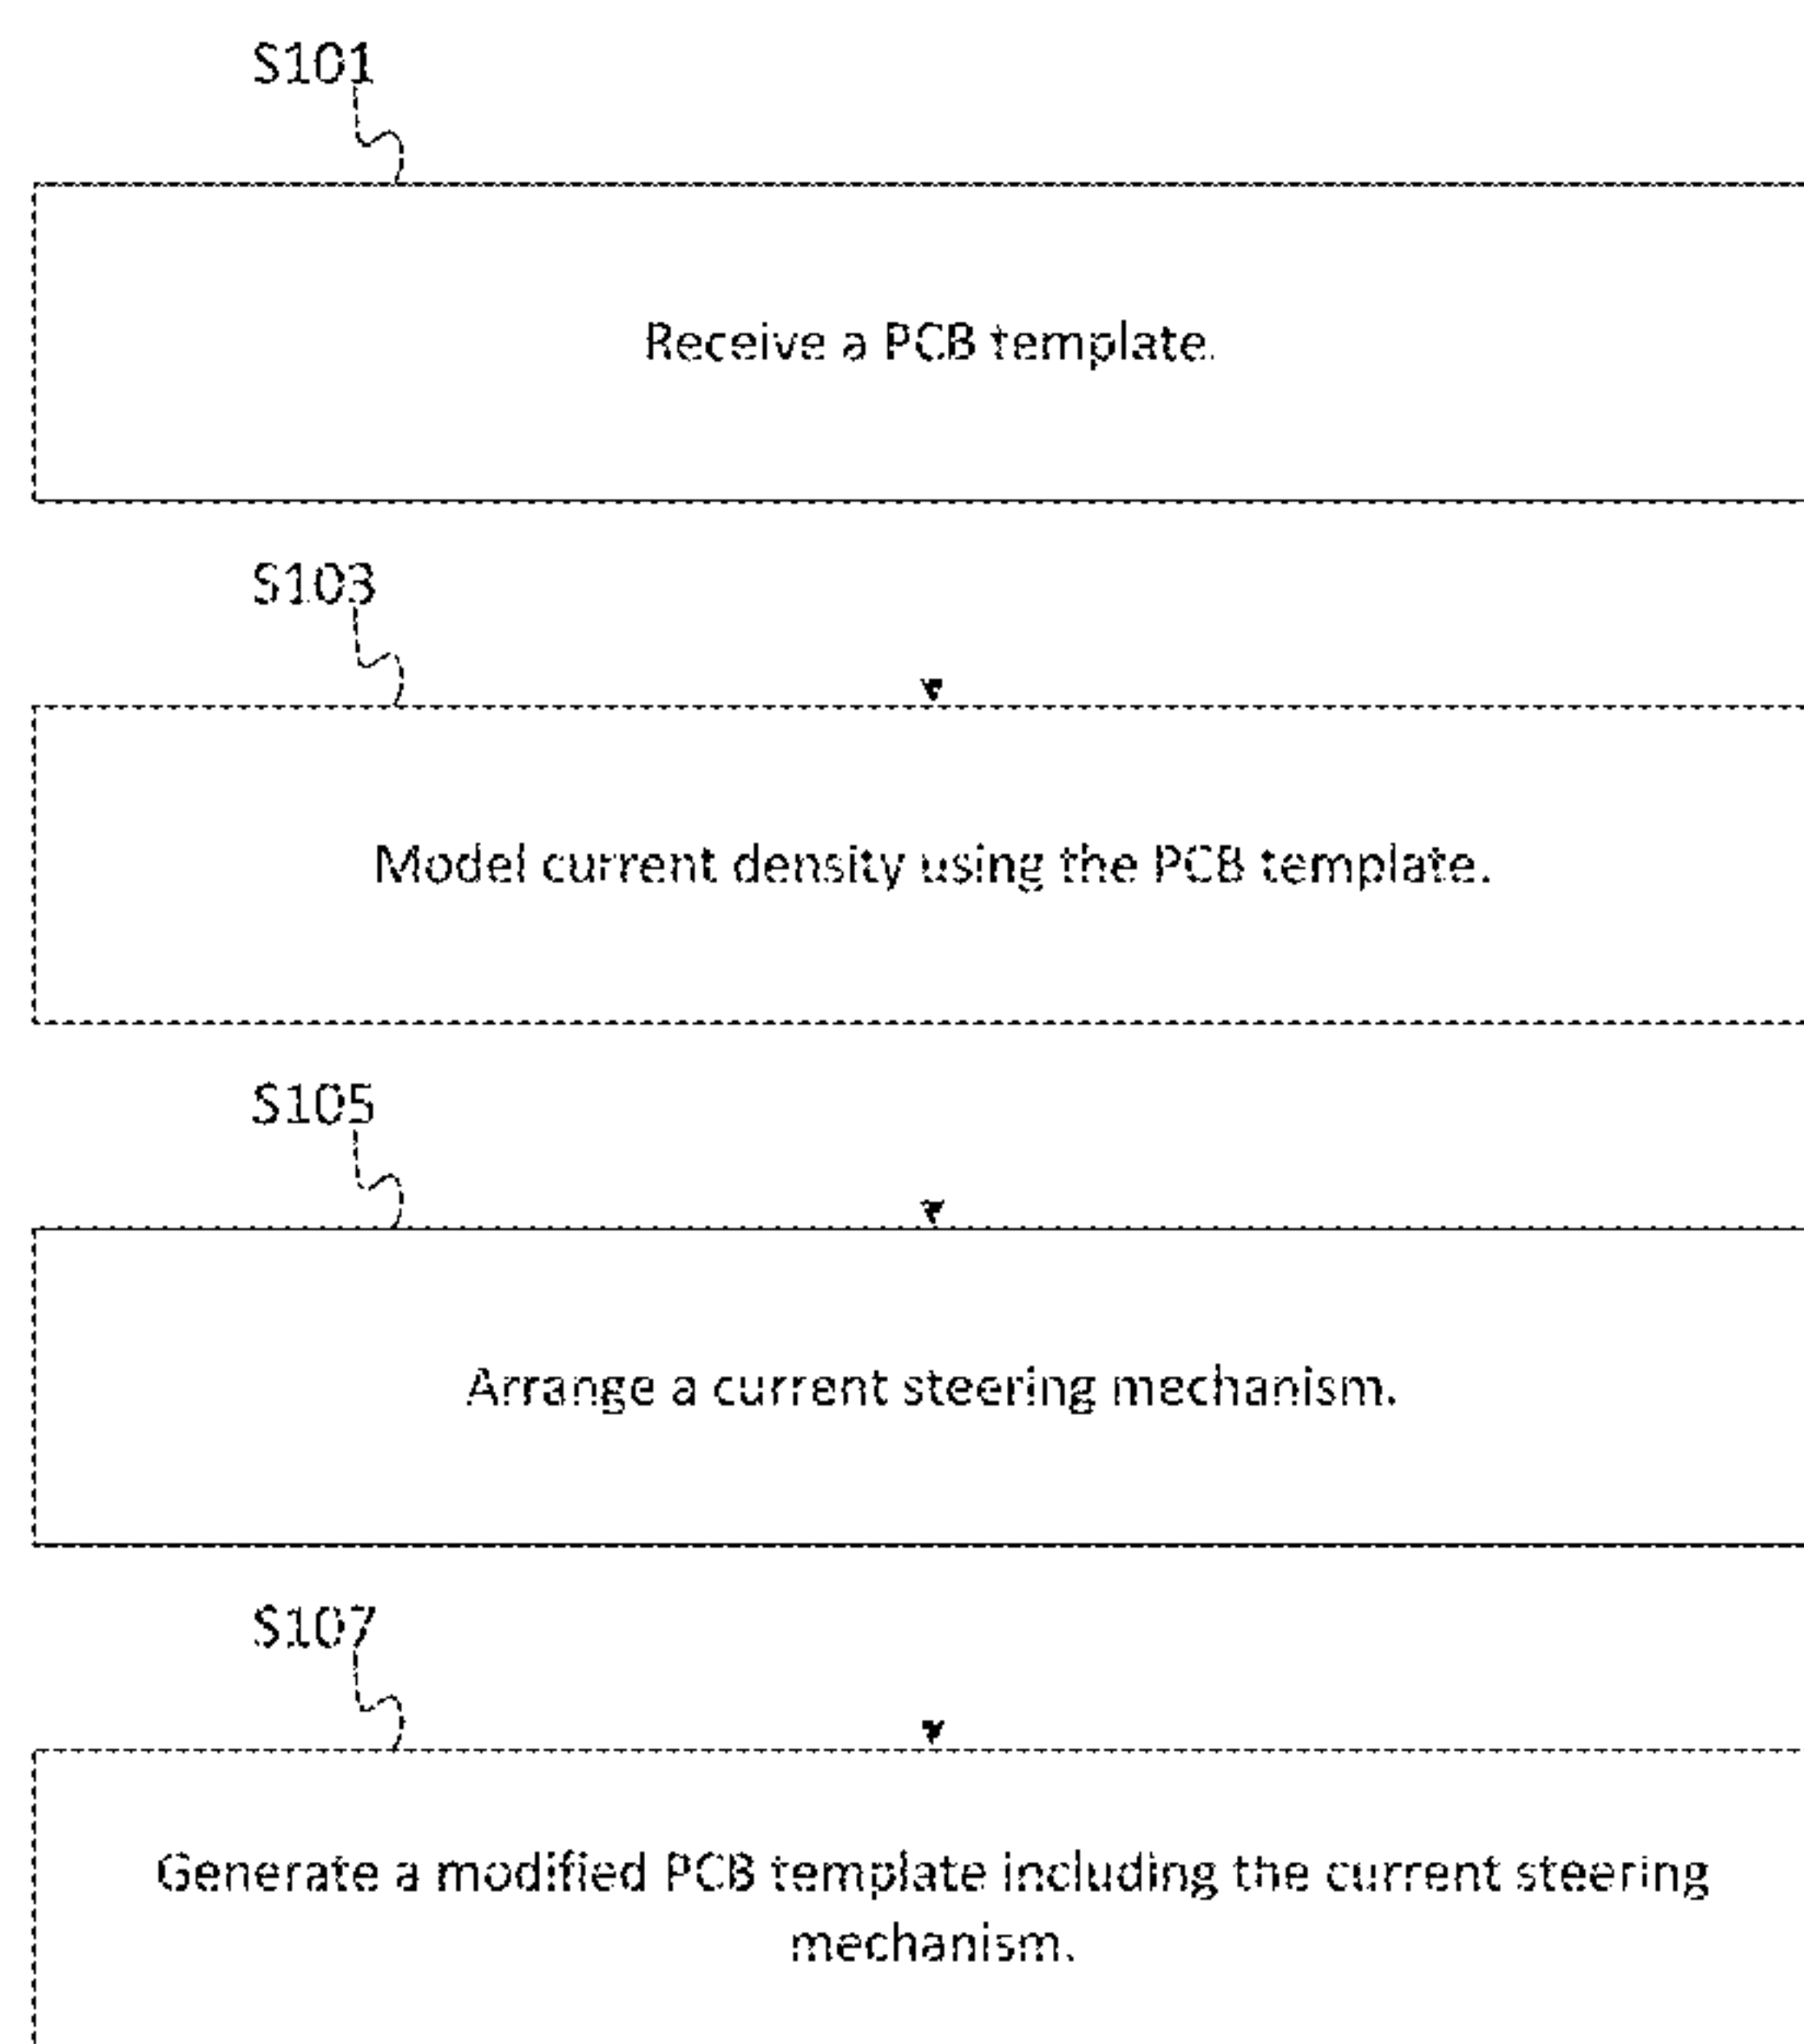 S101
Receive a PCB template.
S103
Model current density using the PCB template.
S105
Arrange a current steering mechanism.
S107
Generate a modified PCB template including the current steering
mechanism.